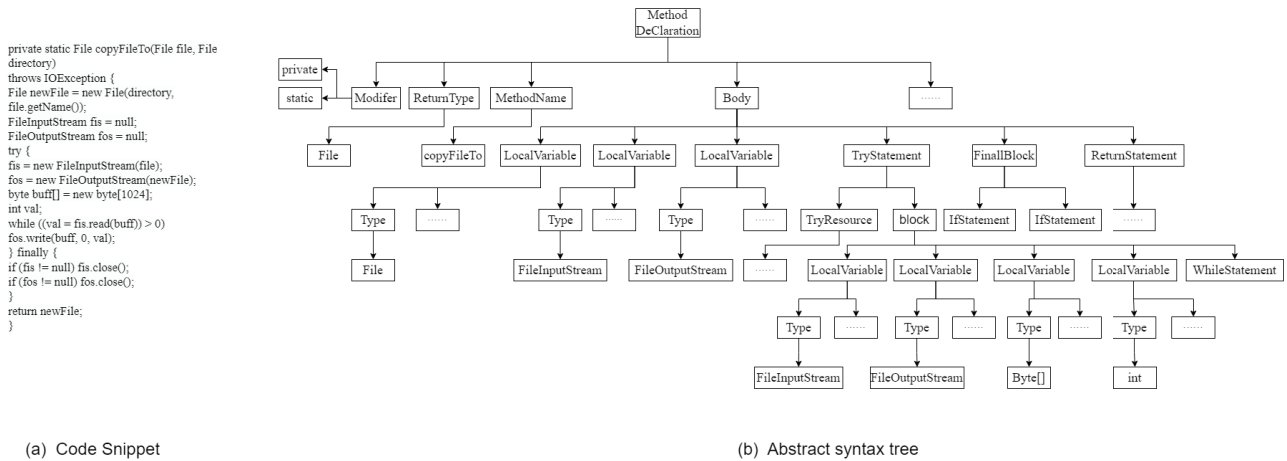 private static File copyFileTo(File file, File
directory)
throws IOException {
File newFile = new File(directory,
file.getName());
FileInputStream fis = null;
FileOutputStream fos = null;
try {
fis = new FileInputStream(file);
fos = new FileOutputStream(newFile);
byte buff[] = new byte[1024];
int val;
while ((val = fis.read(buff)) > 0)
fos.write(buff, 0, val);
} finally {
if (fis != null) fis.close();
if (fos != null) fos.close();
}
return newFile;
}
Method
DeClaration
private
static
Modifer
ReturnType
MethodName
Body
......
File
copyFileTo
LocalVariable
LocalVariable
LocalVariable
TryStatement
FinallBlock
ReturnStatement
Type
......
Type
......
Type
......
TryResource
block
IfStatement
IfStatement
......
File
FileInputStream
FileOutputStream
......
LocalVariable
LocalVariable
LocalVariable
LocalVariable
WhileStatement
Type
......
Type
......
Type
......
Type
......
FileInputStream
FileOutputStream
Byte[]
int
(a) Code Snippet
(b) Abstract syntax tree